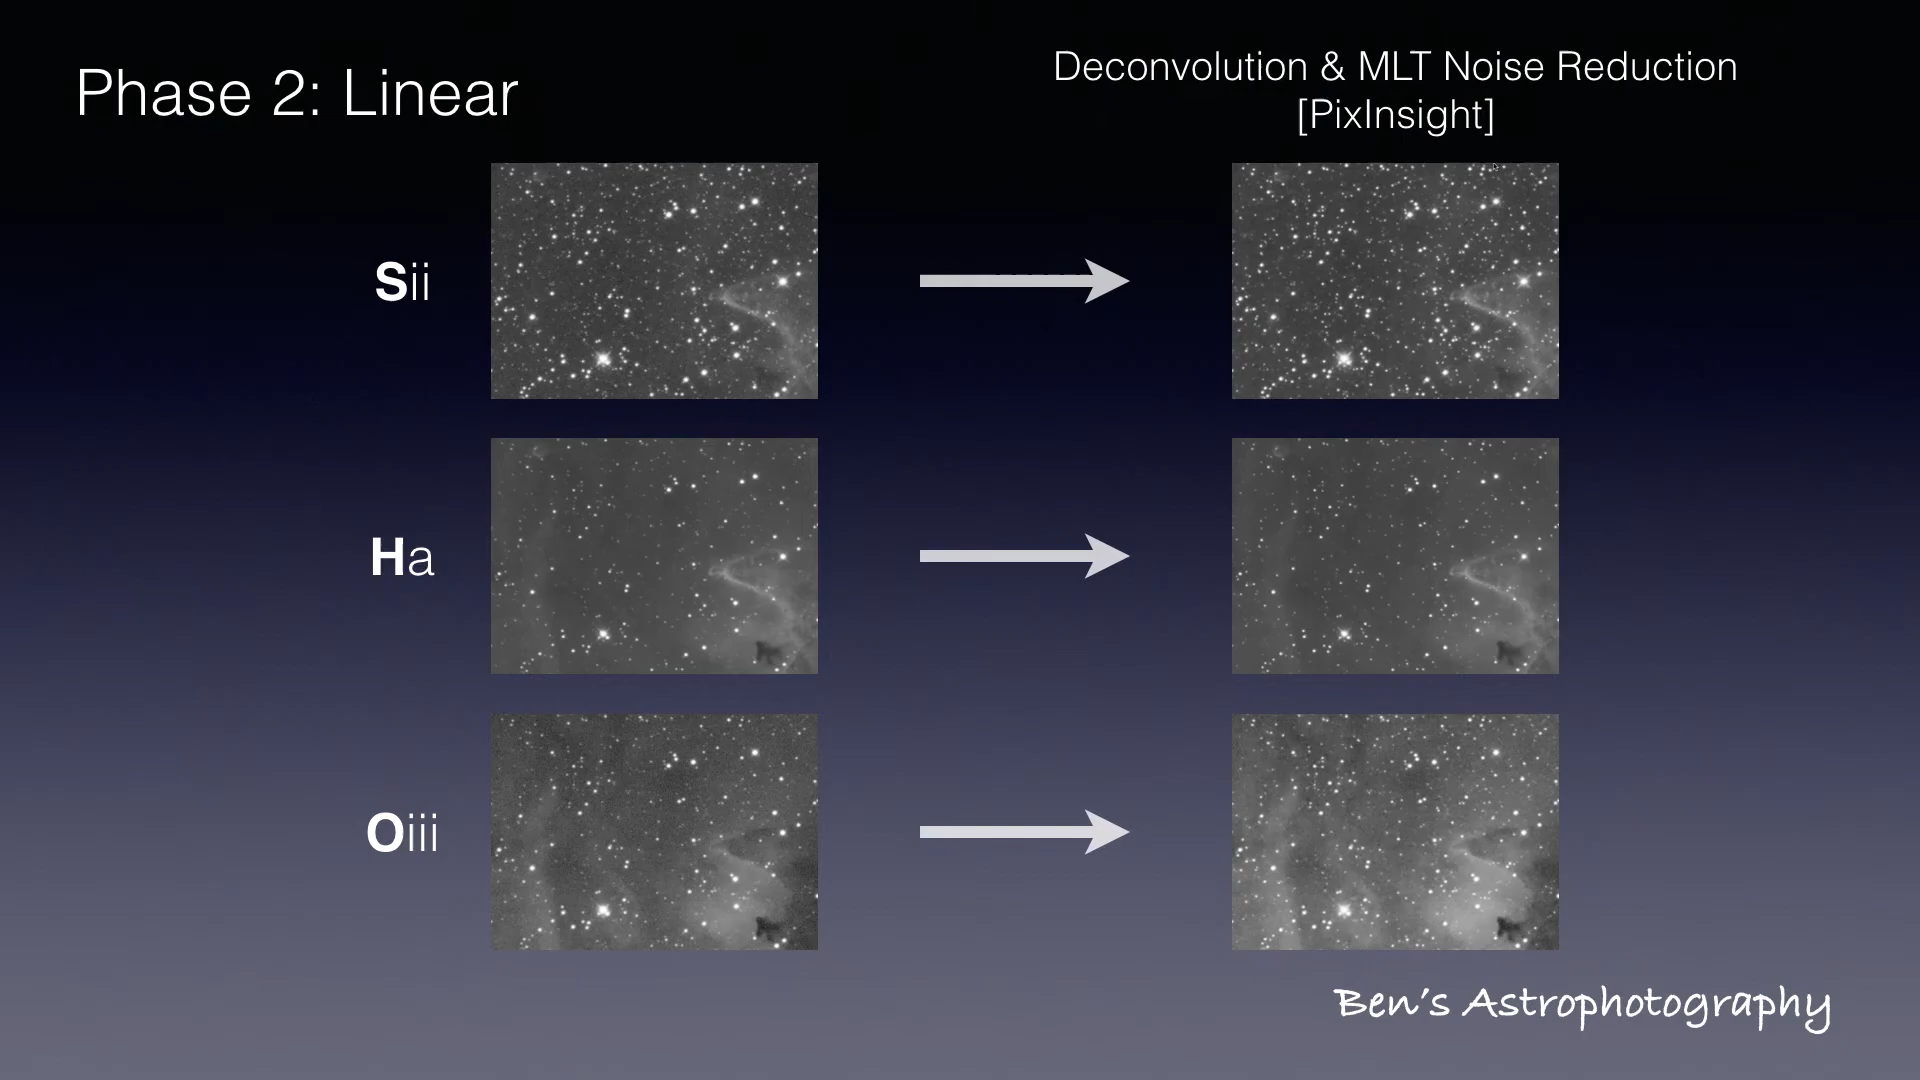 Phase 2: Linear
Deconvolution & MLT Noise Reduction
[PixInsight]
Sii
Ha
Oiii
Ben's Astrophotography